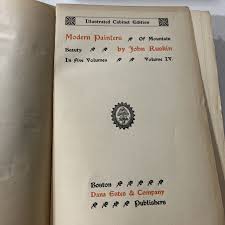 Illustrated Cabinet Edition
Modern Painters Of Mountain
Beauty by John Ruskin
In Five Volumes Volume IV.
Boston
Dana Estes & Company
Publishers